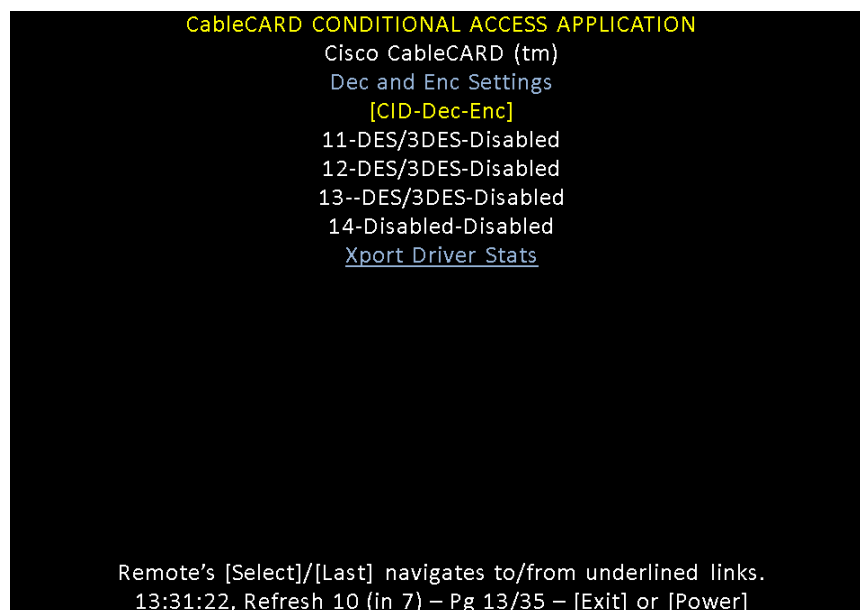 CableCARD CONDITIONAL ACCESS APPLICATION
Cisco CableCARD (tm)
Dec and Enc Settings
[CID-Dec-Enc]
11-DES/3DES-Disabled
12-DES/3DES-Disabled
13--DES/3DES-Disabled
14-Disabled-Disabled
Xport Driver Stats
Remote's [Select]/[Last] navigates to/from underlined links.
13:31:22, Refresh 10 (in 7) – Pg 13/35 – [Exit] or [Power]